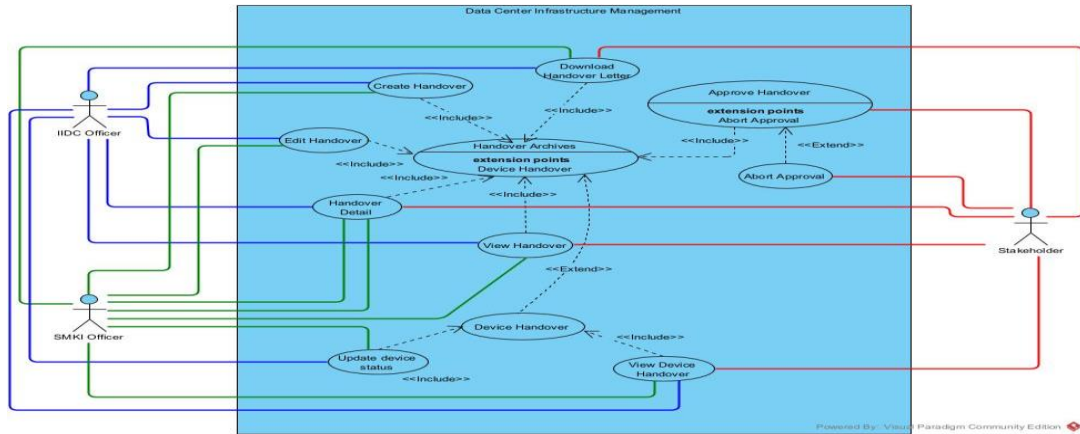 Data Center Infrastructure Management
Download
Handover Letter
Create Handover
Approve Handover
extension points
Abort Approval
IIDC Officer
<<Include>>
<<Include>>
<<Include>>
<<Extend>>
Edit Handover
Handover Archives
extension points
Device Handover
<<Include>>
<<Include>>
Abort Approval
<<Include>>
Handover
Detail
View Handover
Stakeholder
<<Extend>>
SMKI Officer
Device Handover
<<Include>>
Update device
status
View Device
Handover
<<Include>>
Powered By: Visual Paradigm Community Edition